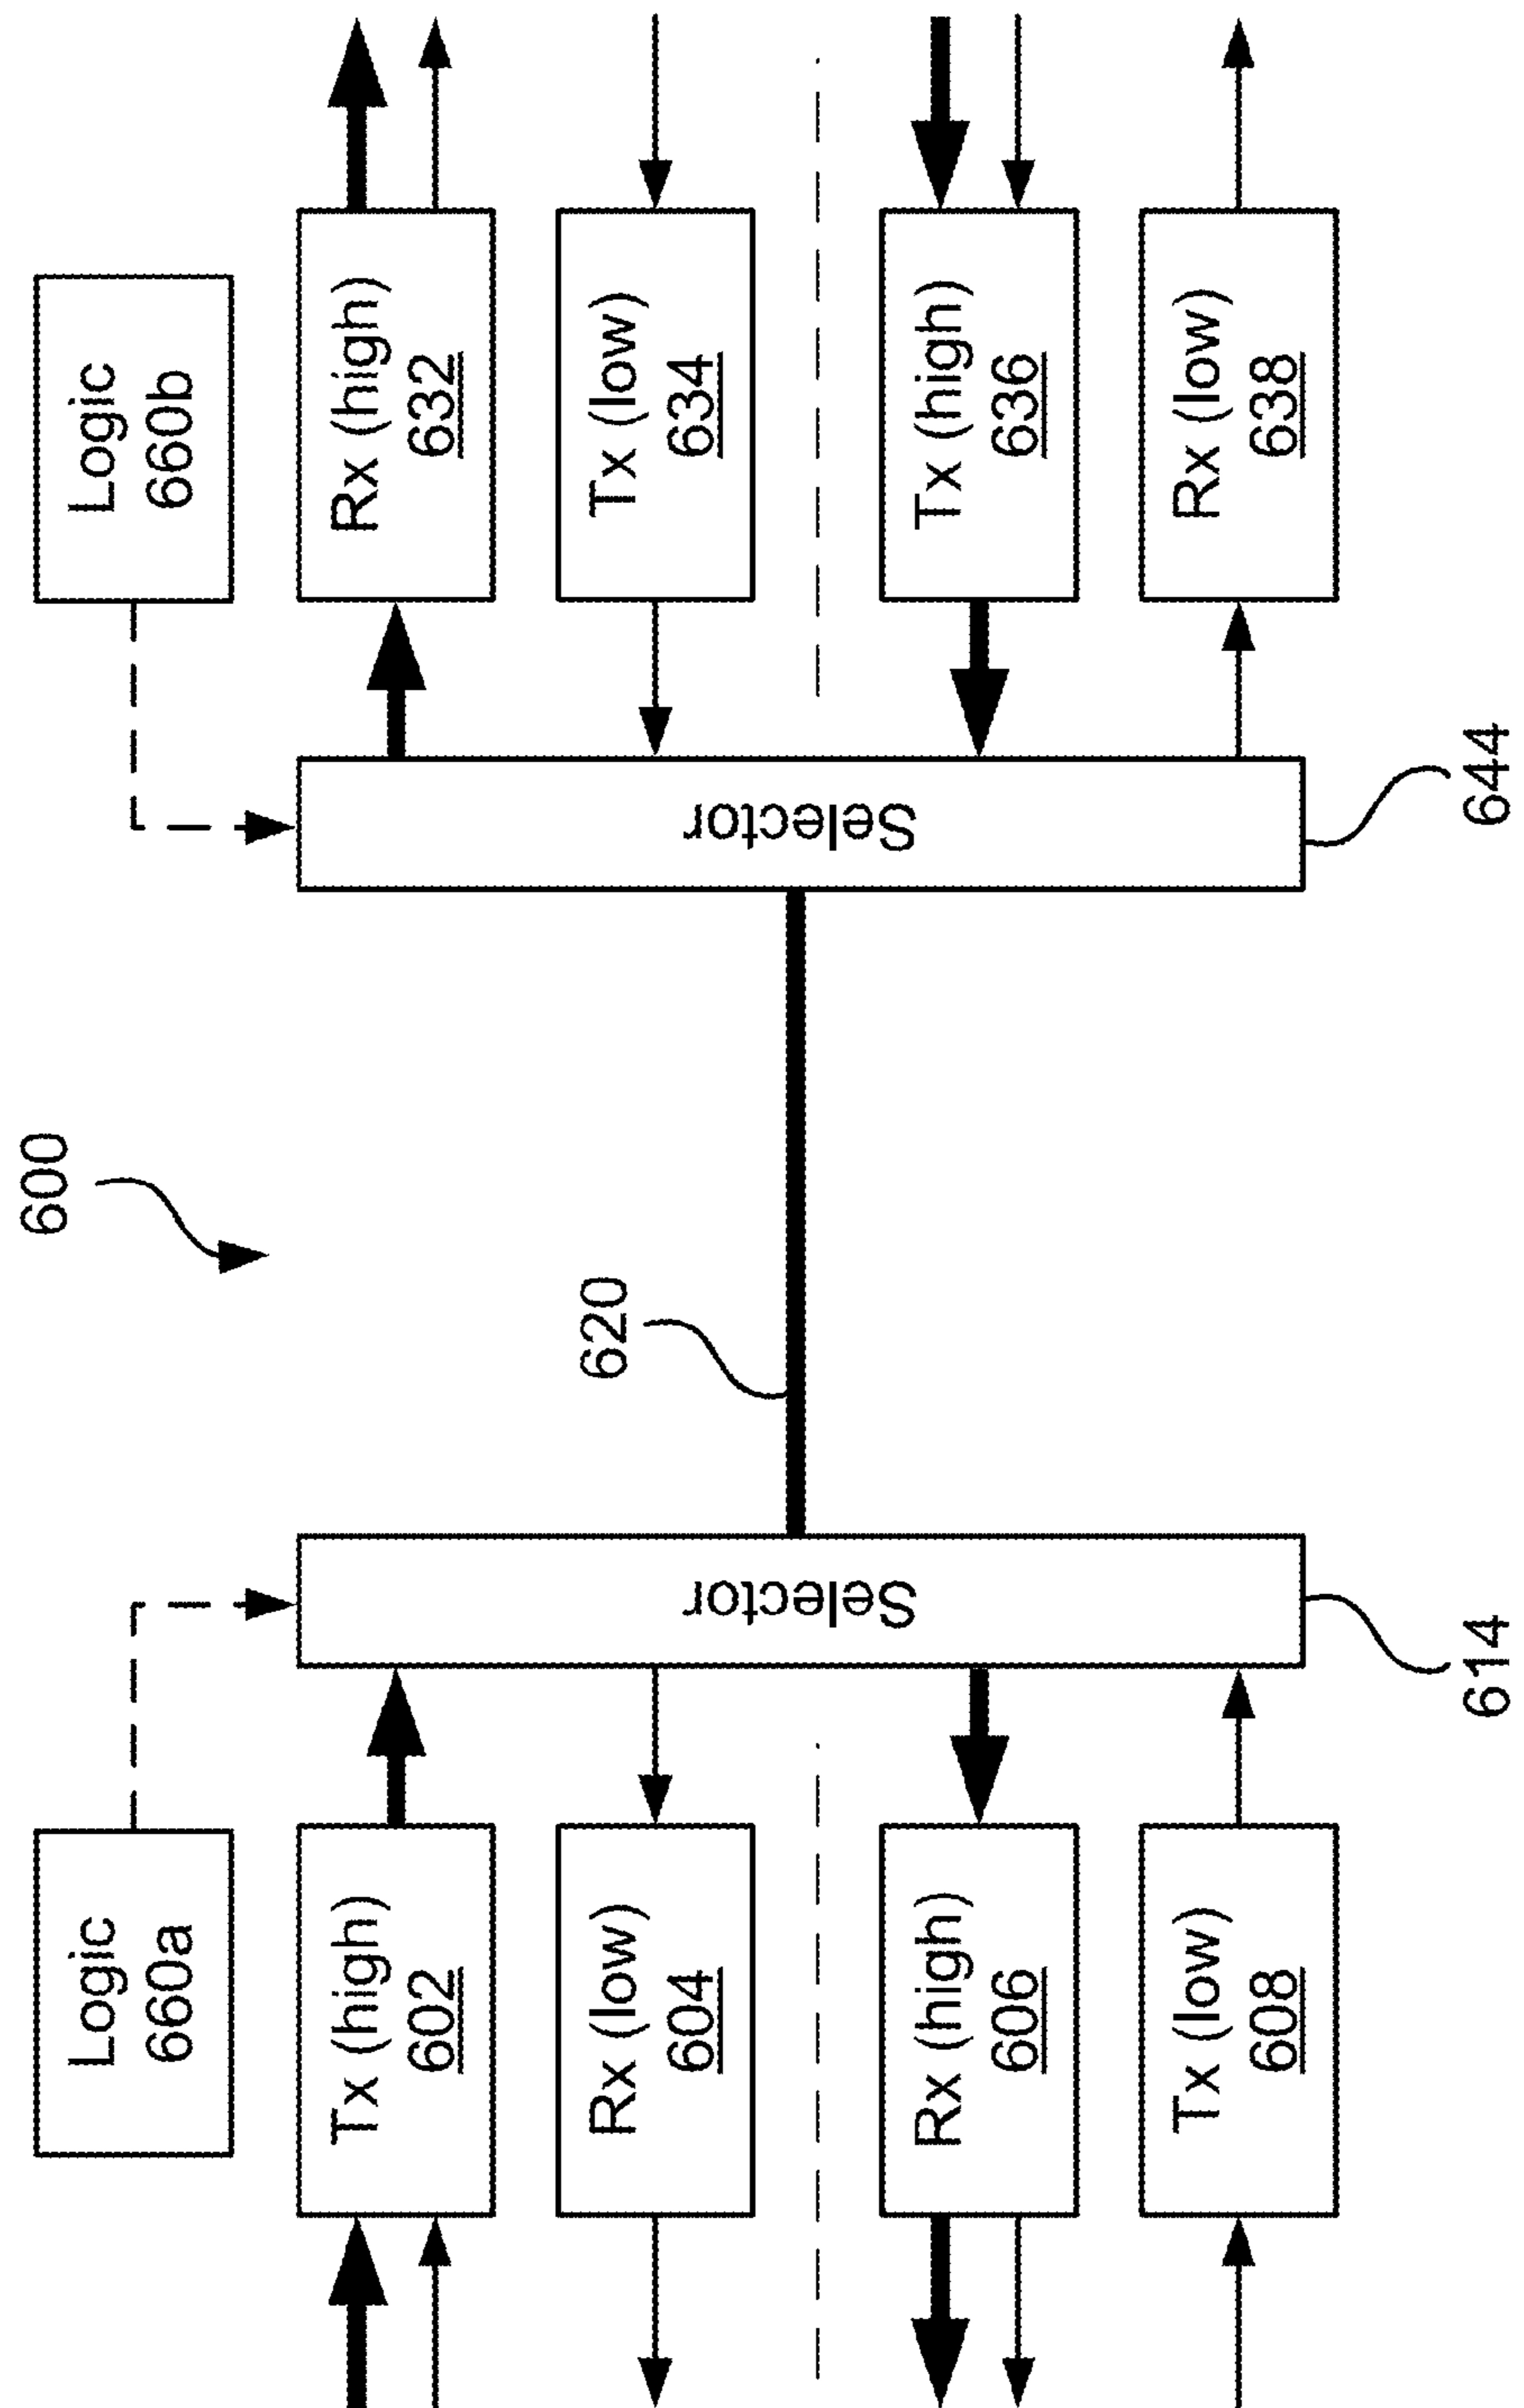 600
Logic
660a
Logic
660b
Tx (high)
602
Rx (low)
604
Rx (high)
606
Tx (low)
608
Selector
614
620
Selector
644
Rx (high)
632
Tx (low)
634
Tx (high)
636
Rx (low)
638